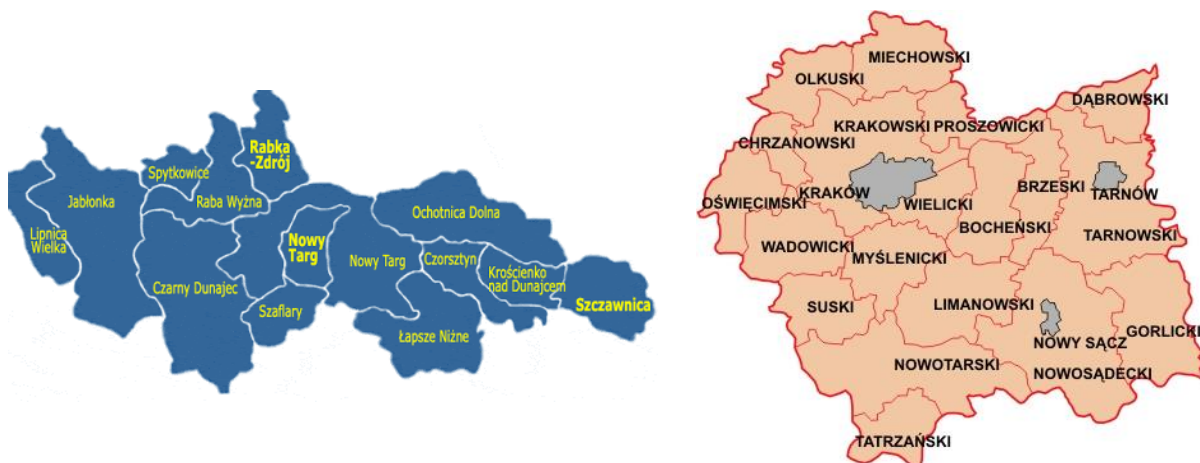 Rabka
-Zdrój
Spytkowice
Jabłonka
Raba Wyżna
Ochotnica Dolna
Lipnica
Wielka
Nowy
Targ
Nowy Targ
Czorsztyn
Krościenko
nad Dunajcem
Czarny Dunajec
Szczawnica
Szaflary
Łapsze Niżne
MIECHOWSKI
OLKUSKI
DĄBROWSKI
KRAKOWSKI
PROSZOWICKI
CHRZANOWSKI
KRAKÓW
BRZESKI
TARNÓW
OŚWIĘCIMSKI
WIELICKI
BOCHEŃSKI
TARNOWSKI
WADOWICKI
MYŚLENICKI
SUSKI
LIMANOWSKI
GORLICKI
NOWY SĄCZ
NOWOTARSKI
NOWOSĄDECKI
TATRZAŃSKI